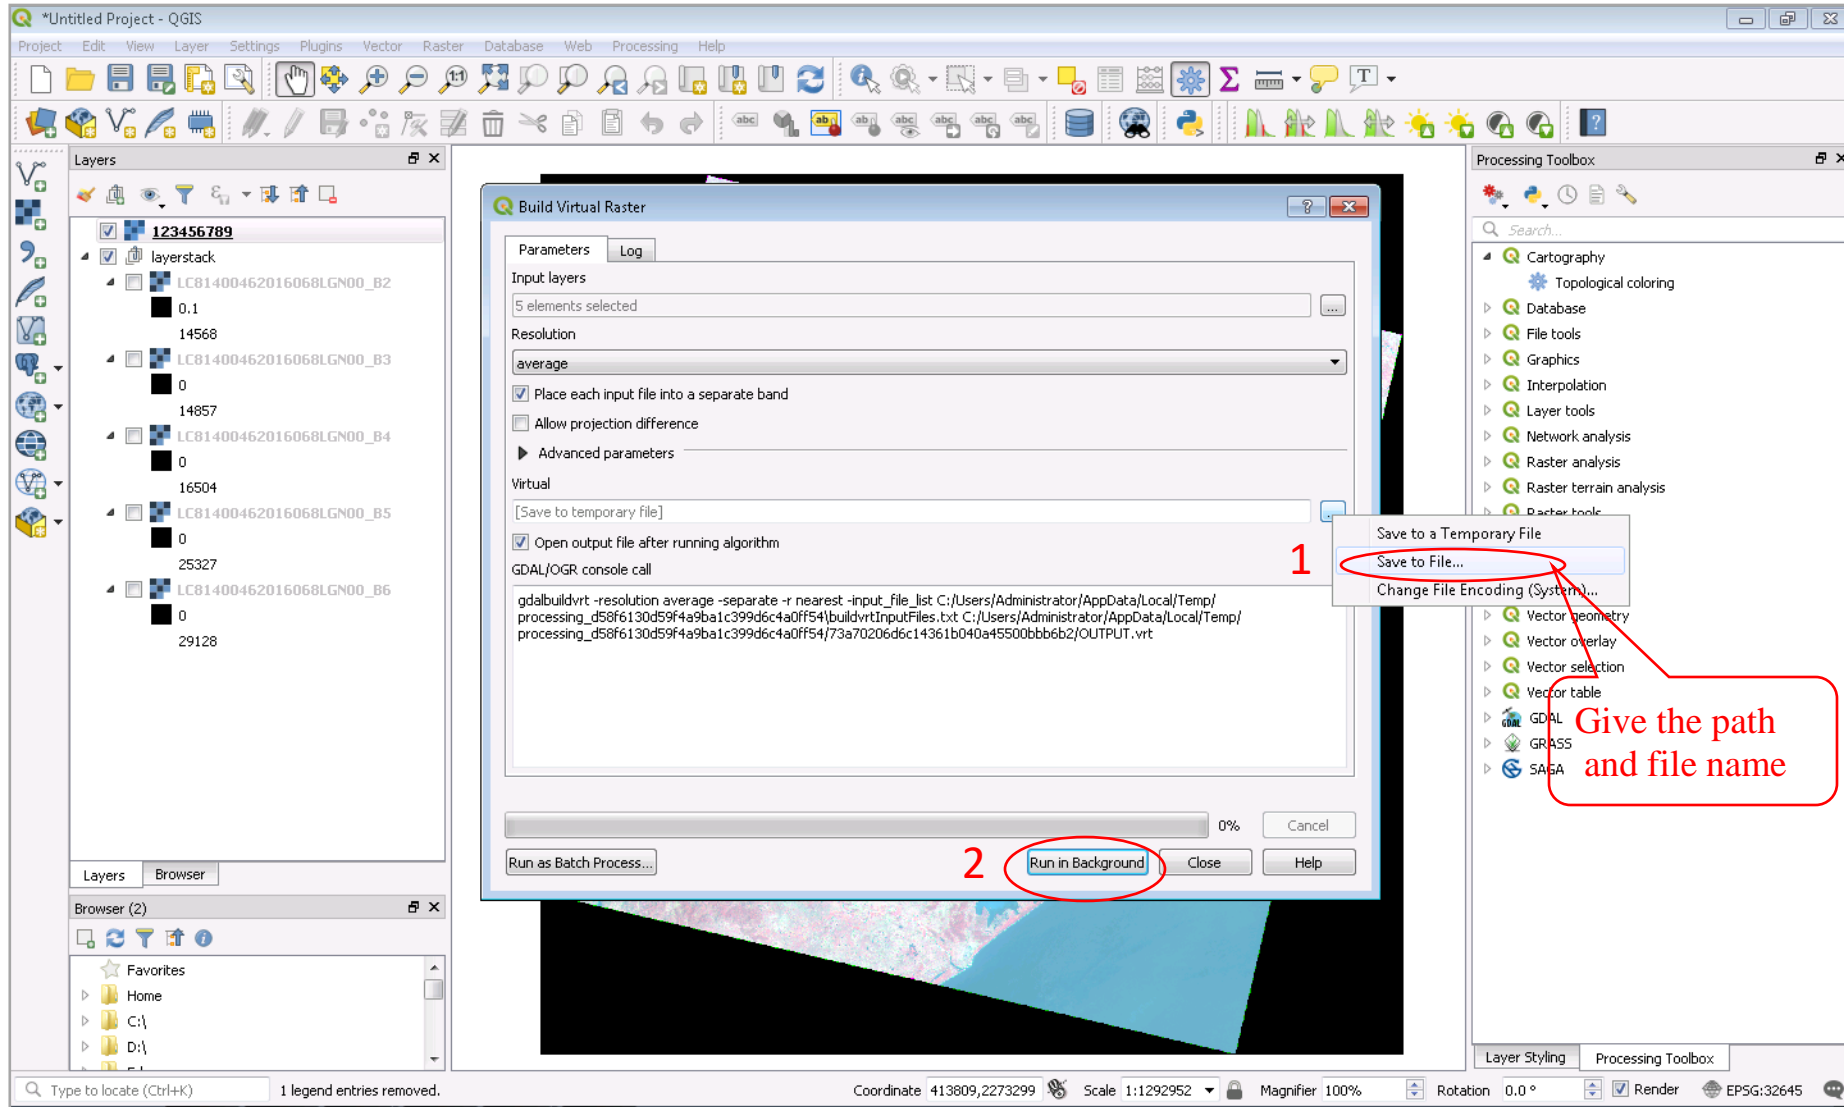 *Untitled Project - QGIS
Project Edit View Layer Settings Plugins Vector Raster Database Web Processing Help
Layers
123456789
layerstack
LC81400462016068LGN00_B2
0.1
14568
LC81400462016068LGN00_B3
0
14857
LC81400462016068LGN00_B4
0
16504
LC81400462016068LGN00_B5
0
25327
LC81400462016068LGN00_B6
0
29128
Layers Browser
Browser (2)
Favorites
Home
C:\
D:\
Build Virtual Raster
Parameters Log
Input layers
5 elements selected
...
Resolution
average
Place each input file into a separate band
Allow projection difference
Advanced parameters
Virtual
[Save to temporary file]
Open output file after running algorithm
GDAL/OGR console call
gdalbuildvrt -resolution average -separate -r nearest -input_file_list C:/Users/Administrator/AppData/Local/Temp/
processing_d58f6130d59f4a9ba1c399d6c4a0ff54\buildvrtInputFiles.txt C:/Users/Administrator/AppData/Local/Temp/
processing_d58f6130d59f4a9ba1c399d6c4a0ff54/73a70206d6c14361b040a45500bbb6b2/OUTPUT.vrt
0% Cancel
Run as Batch Process...
2
Run in Background Close Help
1
Save to a Temporary File
Save to File...
Change File Encoding (System)...
Give the path
and file name
Processing Toolbox
Search...
Cartography
Topological coloring
Database
File tools
Graphics
Interpolation
Layer tools
Network analysis
Raster analysis
Raster terrain analysis
Raster tools
Vector geometry
Vector overlay
Vector selection
Vector table
GDAL
GRASS
SAGA
Layer Styling Processing Toolbox
Type to locate (Ctrl+K) 1 legend entries removed. Coordinate 413809,2273299 Scale 1:1292952 Magnifier 100% Rotation 0.0 ° Render EPSG:32645